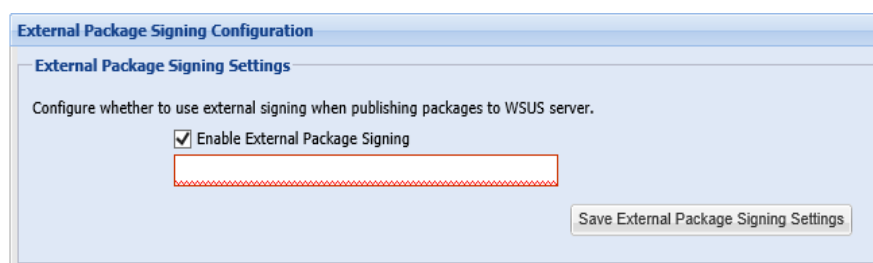 External Package Signing Configuration
External Package Signing Settings
Configure whether to use external signing when publishing packages to WSUS server.
Enable External Package Signing
Save External Package Signing Settings